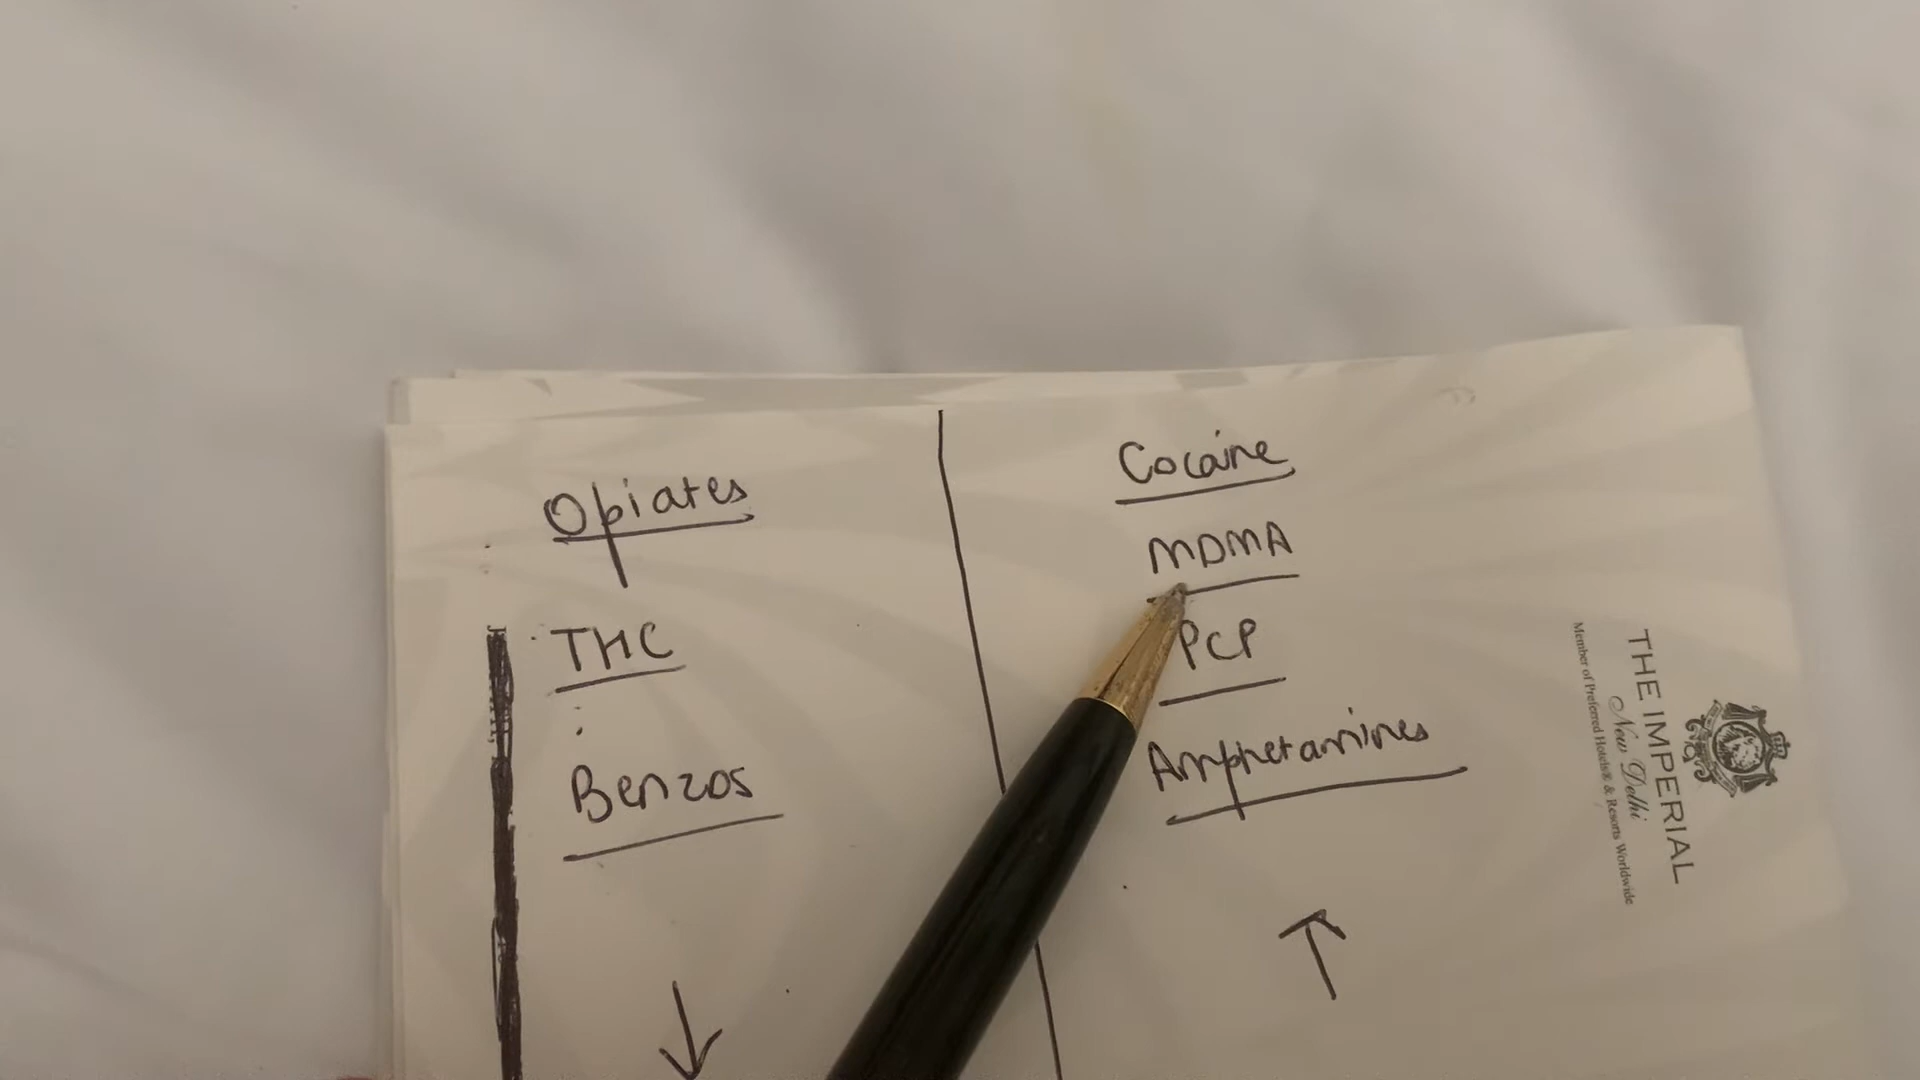 Opiates
THC
Benzos
Cocaine
MDMA
PCP
Amphetamines
THE IMPERIAL
New Delhi
Member of Preferred Hotels® & Resorts Worldwide